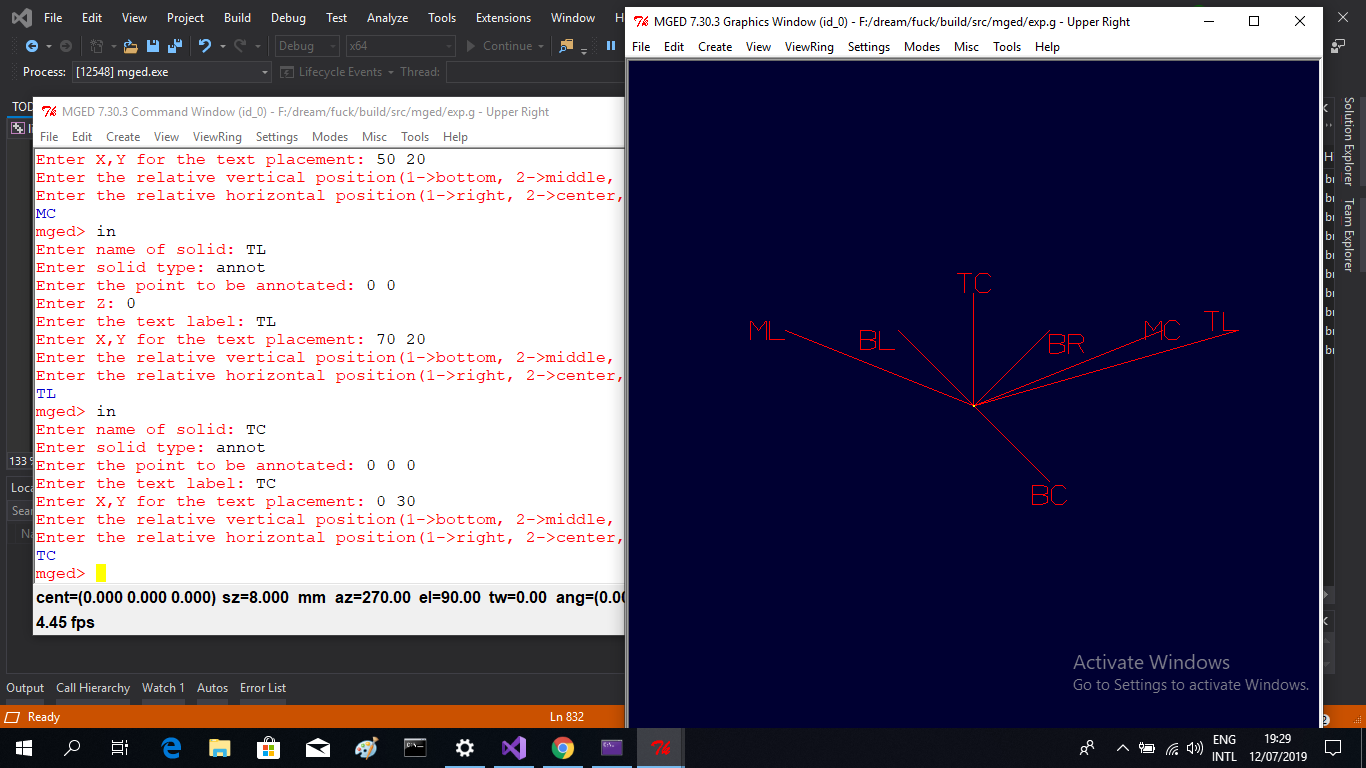 File Edit View Project Build Debug Test Analyze Tools Extensions Window
Debug x64 Continue
Process: [12548] mged.exe Lifecycle Events Thread:
MGED 7.30.3 Command Window (id_0) - F:/dream/fuck/build/src/mged/exp.g - Upper Right
File Edit Create View ViewRing Settings Modes Misc Tools Help
Enter X,Y for the text placement: 50 20
Enter the relative vertical position(1->bottom, 2->middle,
Enter the relative horizontal position(1->right, 2->center,
MC
mged> in
Enter name of solid: TL
Enter solid type: annot
Enter the point to be annotated: 0 0
Enter Z: 0
Enter the text label: TL
Enter X,Y for the text placement: 70 20
Enter the relative vertical position(1->bottom, 2->middle,
Enter the relative horizontal position(1->right, 2->center,
TL
mged> in
Enter name of solid: TC
Enter solid type: annot
Enter the point to be annotated: 0 0 0
Enter the text label: TC
Enter X,Y for the text placement: 0 30
Enter the relative vertical position(1->bottom, 2->middle,
Enter the relative horizontal position(1->right, 2->center,
TC
mged>
cent=(0.000 0.000 0.000) sz=8.000 mm az=270.00 el=90.00 tw=0.00 ang=(0.00
4.45 fps
MGED 7.30.3 Graphics Window (id_0) - F:/dream/fuck/build/src/mged/exp.g - Upper Right
File Edit Create View ViewRing Settings Modes Misc Tools Help
TC
ML BL BR MC TL
BC
Activate Windows
Go to Settings to activate Windows.
Solution Explorer
Team Explorer
TOD
133 %
Loca
Sear
Na
Output Call Hierarchy Watch 1 Autos Error List
Ready Ln 832
ENG
INTL
19:29
12/07/2019